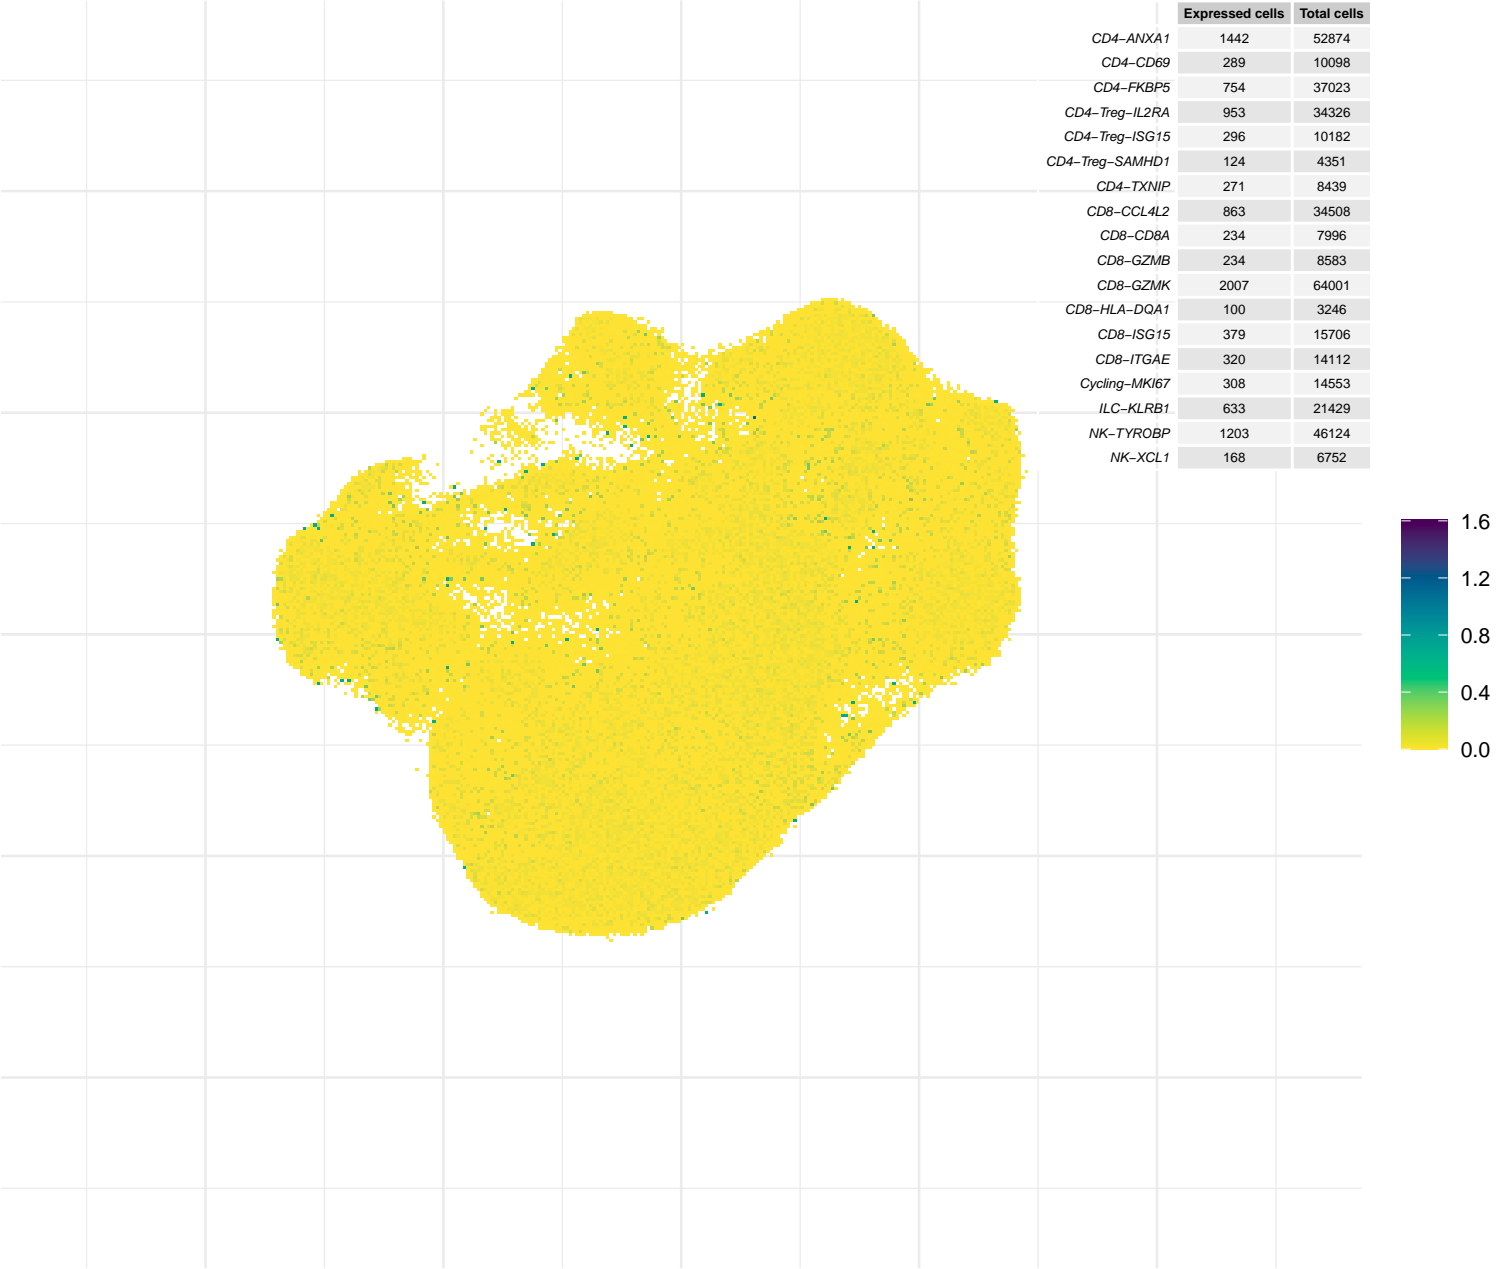 Expressed cells Total cells
CD4−ANXA1 1442 52874
CD4−CD69 289 10098
CD4−FKBP5 754 37023
CD4−Treg−IL2RA 953 34326
CD4−Treg−ISG15 296 10182
CD4−Treg−SAMHD1 124 4351
CD4−TXNIP 271 8439
CD8−CCL4L2 863 34508
CD8−CD8A 234 7996
CD8−GZMB 234 8583
CD8−GZMK 2007 64001
CD8−HLA−DQA1 100 3246
CD8−ISG15 379 15706
CD8−ITGAE 320 14112
Cycling−MKI67 308 14553
ILC−KLRB1 633 21429
NK−TYROBP 1203 46124
NK−XCL1 168 6752
1.6
1.2
0.8
0.4
0.0